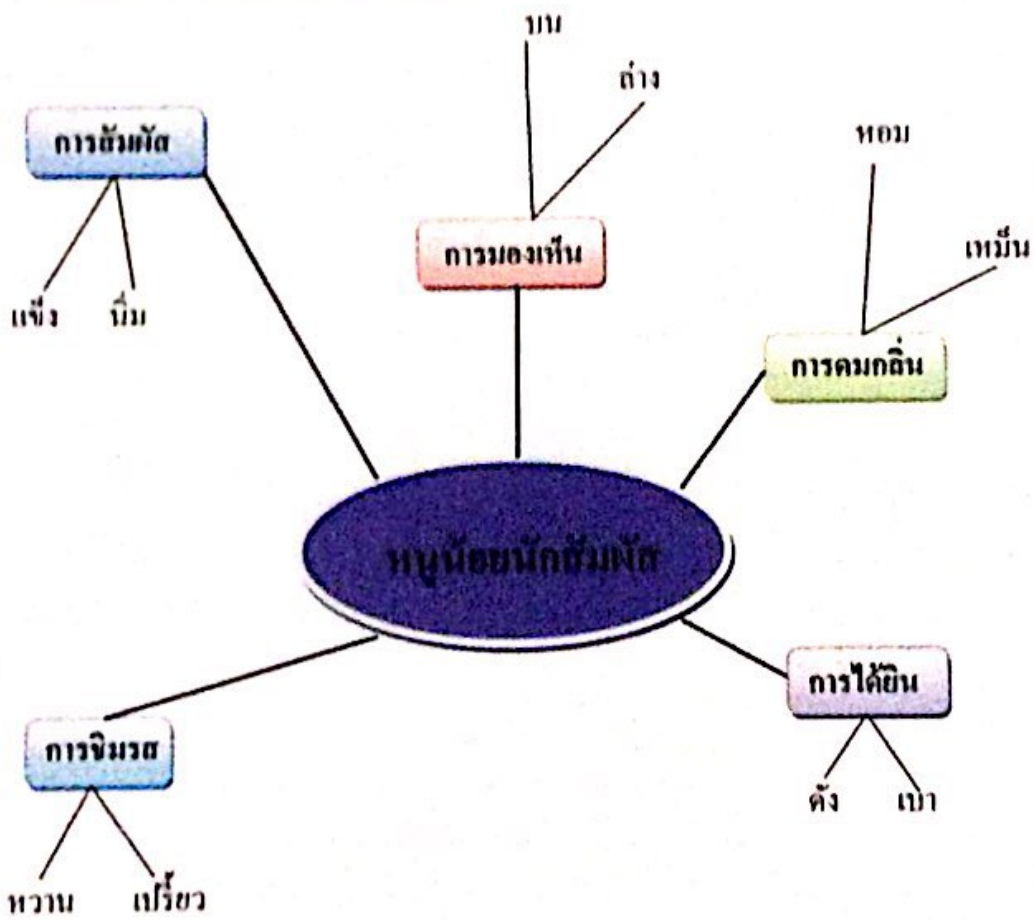 บน
ล่าง
การสัมผัส
หอม
การมองเห็น
เหม็น
แข็ง นิ่ม
การดมกลิ่น
หนูน้อยนักสัมผัส
การได้ยิน
การชิมรส
ดัง เบา
หวาน เปรี้ยว